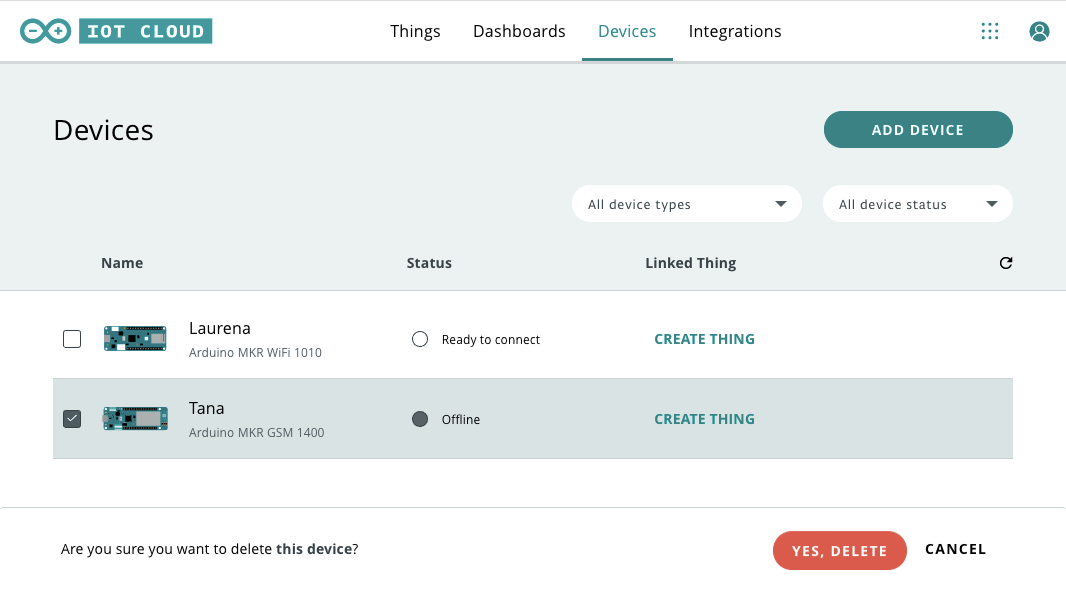 IOT CLOUD
Things Dashboards Devices Integrations
Devices
ADD DEVICE
All device types All device status
Name Status Linked Thing
Laurena
Arduino MKR WiFi 1010
Ready to connect
CREATE THING
Tana
Arduino MKR GSM 1400
Offline
CREATE THING
Are you sure you want to delete this device?
YES, DELETE
CANCEL